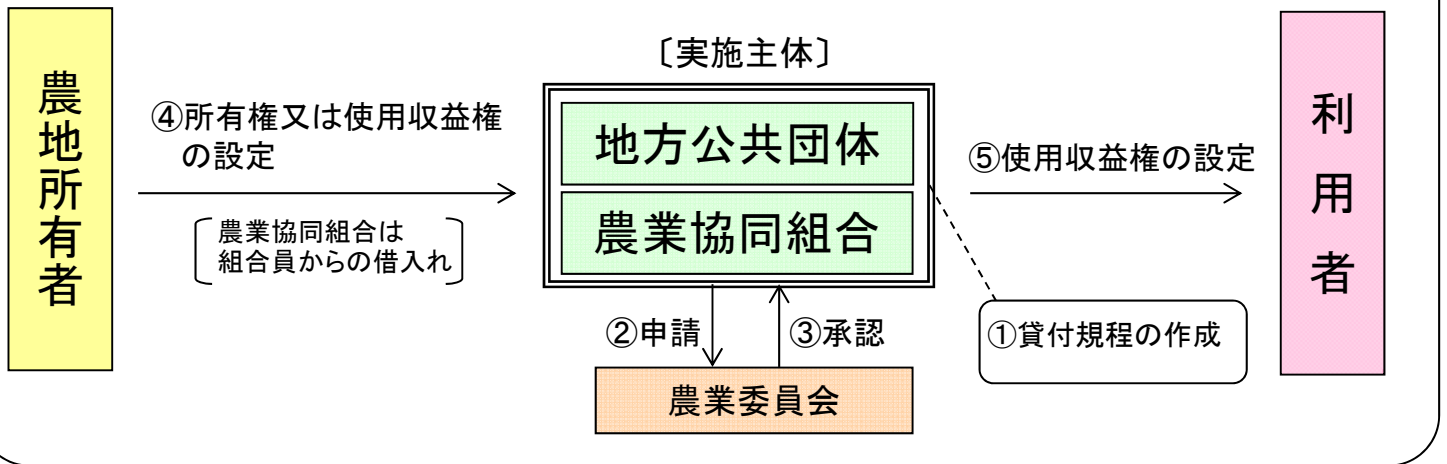 農地所有者
④所有権又は使用収益権
の設定
農業協同組合は
組合員からの借入れ
〔実施主体〕
地方公共団体
農業協同組合
②申請
③承認
農業委員会
⑤使用収益権の設定
①貸付規程の作成
利用者